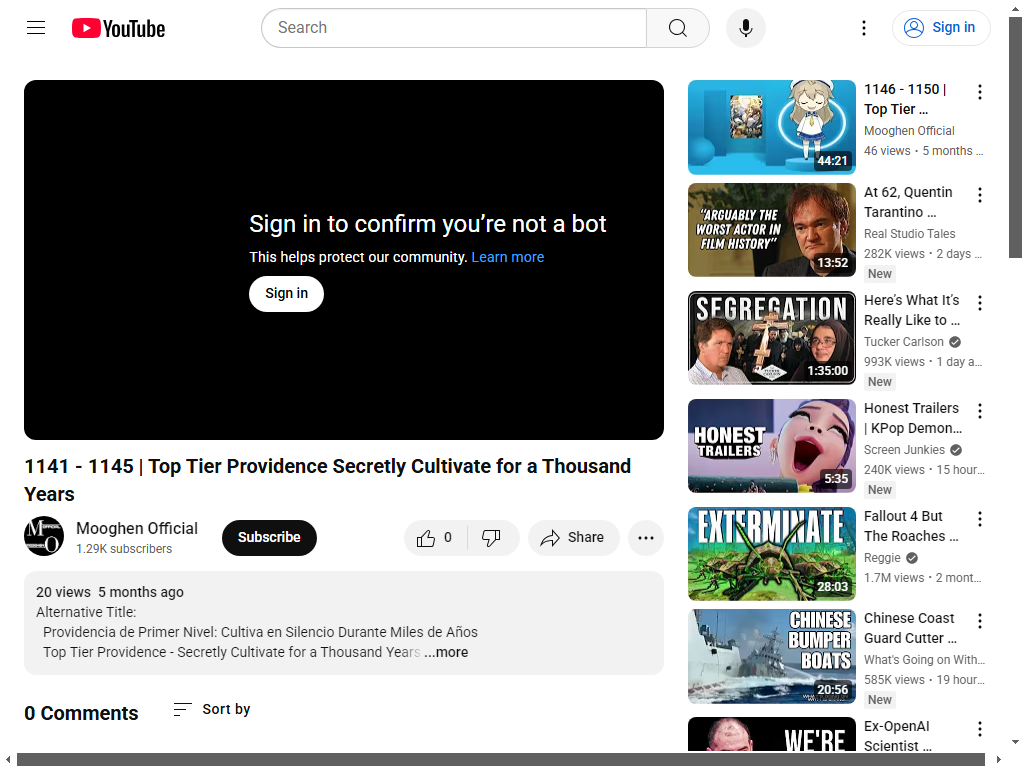 YouTube
Search
Sign in
Sign in to confirm you’re not a bot
This helps protect our community. Learn more
Sign in
1141 - 1145 | Top Tier Providence Secretly Cultivate for a Thousand
Years
Mooghen Official
1.29K subscribers
Subscribe
0
Share
20 views 5 months ago
Alternative Title:
Providencia de Primer Nivel: Cultiva en Silencio Durante Miles de Años
Top Tier Providence - Secretly Cultivate for a Thousand Years ...more
0 Comments
Sort by
44:21
1146 - 1150 |
Top Tier ...
Mooghen Official
46 views • 5 months ...
"ARGUABLY THE
WORST ACTOR IN
FILM HISTORY"
13:52
At 62, Quentin
Tarantino ...
Real Studio Tales
282K views • 2 days ...
New
SEGREGATION
1:35:00
Here's What It's
Really Like to ...
Tucker Carlson
993K views • 1 day a...
New
HONEST
TRAILERS
5:35
Honest Trailers
| KPop Demon...
Screen Junkies
240K views • 15 hour...
New
EXTERMINATE
28:03
Fallout 4 But
The Roaches ...
Reggie
1.7M views • 2 mont...
CHINESE
BUMPER
BOATS
20:56
Chinese Coast
Guard Cutter ...
What's Going on With...
585K views • 19 hour...
New
WE'RE
Ex-OpenAI
Scientist ...